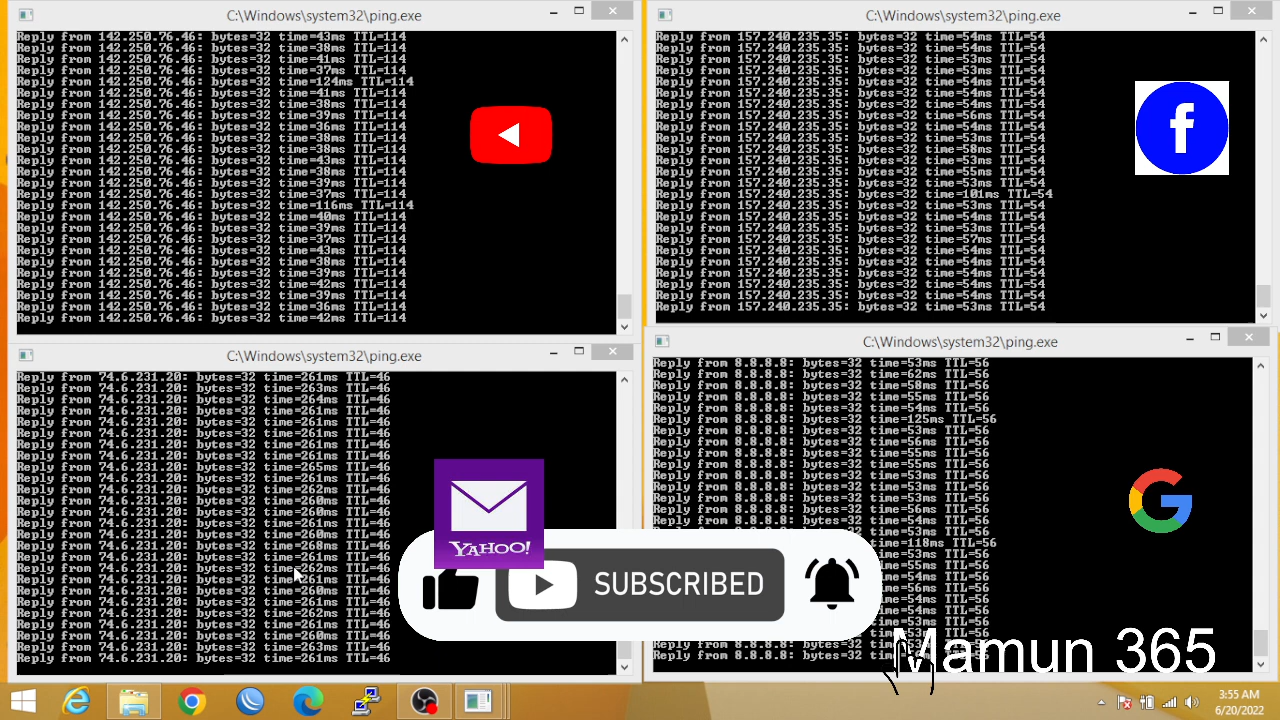 C:\Windows\system32\ping.exe
Reply from 142.250.76.46: bytes=32 time=43ms TTL=114
Reply from 142.250.76.46: bytes=32 time=41ms TTL=114
Reply from 142.250.76.46: bytes=32 time=37ms TTL=114
Reply from 142.250.76.46: bytes=32 time=124ms TTL=114
Reply from 142.250.76.46: bytes=32 time=41ms TTL=114
Reply from 142.250.76.46: bytes=32 time=38ms TTL=114
Reply from 142.250.76.46: bytes=32 time=39ms TTL=114
Reply from 142.250.76.46: bytes=32 time=36ms TTL=114
Reply from 142.250.76.46: bytes=32 time=38ms TTL=114
Reply from 142.250.76.46: bytes=32 time=38ms TTL=114
Reply from 142.250.76.46: bytes=32 time=43ms TTL=114
Reply from 142.250.76.46: bytes=32 time=38ms TTL=114
Reply from 142.250.76.46: bytes=32 time=39ms TTL=114
Reply from 142.250.76.46: bytes=32 time=37ms TTL=114
Reply from 142.250.76.46: bytes=32 time=116ms TTL=114
Reply from 142.250.76.46: bytes=32 time=40ms TTL=114
Reply from 142.250.76.46: bytes=32 time=39ms TTL=114
Reply from 142.250.76.46: bytes=32 time=37ms TTL=114
Reply from 142.250.76.46: bytes=32 time=43ms TTL=114
Reply from 142.250.76.46: bytes=32 time=38ms TTL=114
Reply from 142.250.76.46: bytes=32 time=39ms TTL=114
Reply from 142.250.76.46: bytes=32 time=42ms TTL=114
Reply from 142.250.76.46: bytes=32 time=39ms TTL=114
Reply from 142.250.76.46: bytes=32 time=36ms TTL=114
Reply from 142.250.76.46: bytes=32 time=42ms TTL=114
C:\Windows\system32\ping.exe
Reply from 157.240.235.35: bytes=32 time=54ms TTL=54
Reply from 157.240.235.35: bytes=32 time=53ms TTL=54
Reply from 157.240.235.35: bytes=32 time=54ms TTL=54
Reply from 157.240.235.35: bytes=32 time=53ms TTL=54
Reply from 157.240.235.35: bytes=32 time=54ms TTL=54
Reply from 157.240.235.35: bytes=32 time=54ms TTL=54
Reply from 157.240.235.35: bytes=32 time=53ms TTL=54
Reply from 157.240.235.35: bytes=32 time=56ms TTL=54
Reply from 157.240.235.35: bytes=32 time=54ms TTL=54
Reply from 157.240.235.35: bytes=32 time=53ms TTL=54
Reply from 157.240.235.35: bytes=32 time=58ms TTL=54
Reply from 157.240.235.35: bytes=32 time=53ms TTL=54
Reply from 157.240.235.35: bytes=32 time=55ms TTL=54
Reply from 157.240.235.35: bytes=32 time=53ms TTL=54
Reply from 157.240.235.35: bytes=32 time=101ms TTL=54
Reply from 157.240.235.35: bytes=32 time=53ms TTL=54
Reply from 157.240.235.35: bytes=32 time=54ms TTL=54
Reply from 157.240.235.35: bytes=32 time=53ms TTL=54
Reply from 157.240.235.35: bytes=32 time=57ms TTL=54
Reply from 157.240.235.35: bytes=32 time=54ms TTL=54
Reply from 157.240.235.35: bytes=32 time=54ms TTL=54
Reply from 157.240.235.35: bytes=32 time=54ms TTL=54
Reply from 157.240.235.35: bytes=32 time=53ms TTL=54
Reply from 157.240.235.35: bytes=32 time=54ms TTL=54
Reply from 157.240.235.35: bytes=32 time=53ms TTL=54
C:\Windows\system32\ping.exe
Reply from 74.6.231.20: bytes=32 time=261ms TTL=46
Reply from 74.6.231.20: bytes=32 time=263ms TTL=46
Reply from 74.6.231.20: bytes=32 time=264ms TTL=46
Reply from 74.6.231.20: bytes=32 time=261ms TTL=46
Reply from 74.6.231.20: bytes=32 time=261ms TTL=46
Reply from 74.6.231.20: bytes=32 time=261ms TTL=46
Reply from 74.6.231.20: bytes=32 time=261ms TTL=46
Reply from 74.6.231.20: bytes=32 time=261ms TTL=46
Reply from 74.6.231.20: bytes=32 time=265ms TTL=46
Reply from 74.6.231.20: bytes=32 time=261ms TTL=46
Reply from 74.6.231.20: bytes=32 time=262ms TTL=46
Reply from 74.6.231.20: bytes=32 time=260ms TTL=46
Reply from 74.6.231.20: bytes=32 time=260ms TTL=46
Reply from 74.6.231.20: bytes=32 time=261ms TTL=46
Reply from 74.6.231.20: bytes=32 time=260ms TTL=46
Reply from 74.6.231.20: bytes=32 time=268ms TTL=46
Reply from 74.6.231.20: bytes=32 time=261ms TTL=46
Reply from 74.6.231.20: bytes=32 time=262ms TTL=46
Reply from 74.6.231.20: bytes=32 time=261ms TTL=46
Reply from 74.6.231.20: bytes=32 time=260ms TTL=46
Reply from 74.6.231.20: bytes=32 time=261ms TTL=46
Reply from 74.6.231.20: bytes=32 time=262ms TTL=46
Reply from 74.6.231.20: bytes=32 time=261ms TTL=46
Reply from 74.6.231.20: bytes=32 time=260ms TTL=46
Reply from 74.6.231.20: bytes=32 time=263ms TTL=46
Reply from 74.6.231.20: bytes=32 time=261ms TTL=46
YAHOO!
SUBSCRIBED
C:\Windows\system32\ping.exe
Reply from 8.8.8.8: bytes=32 time=53ms TTL=56
Reply from 8.8.8.8: bytes=32 time=62ms TTL=56
Reply from 8.8.8.8: bytes=32 time=58ms TTL=56
Reply from 8.8.8.8: bytes=32 time=55ms TTL=56
Reply from 8.8.8.8: bytes=32 time=54ms TTL=56
Reply from 8.8.8.8: bytes=32 time=125ms TTL=56
Reply from 8.8.8.8: bytes=32 time=53ms TTL=56
Reply from 8.8.8.8: bytes=32 time=56ms TTL=56
Reply from 8.8.8.8: bytes=32 time=55ms TTL=56
Reply from 8.8.8.8: bytes=32 time=55ms TTL=56
Reply from 8.8.8.8: bytes=32 time=53ms TTL=56
Reply from 8.8.8.8: bytes=32 time=53ms TTL=56
Reply from 8.8.8.8: bytes=32 time=53ms TTL=56
Reply from 8.8.8.8: bytes=32 time=56ms TTL=56
Reply from 8.8.8.8: bytes=32 time=54ms TTL=56
time=53ms TTL=56
=118ms TTL=56
53ms TTL=56
55ms TTL=56
54ms TTL=56
56ms TTL=56
54ms TTL=56
54ms TTL=56
53ms TTL=56
Reply from 8.8.8.8: bytes=32 TTL=56
Reply from 8.8.8.8: bytes=32 TTL=56
Mamun 365
3:55 AM
6/20/2022